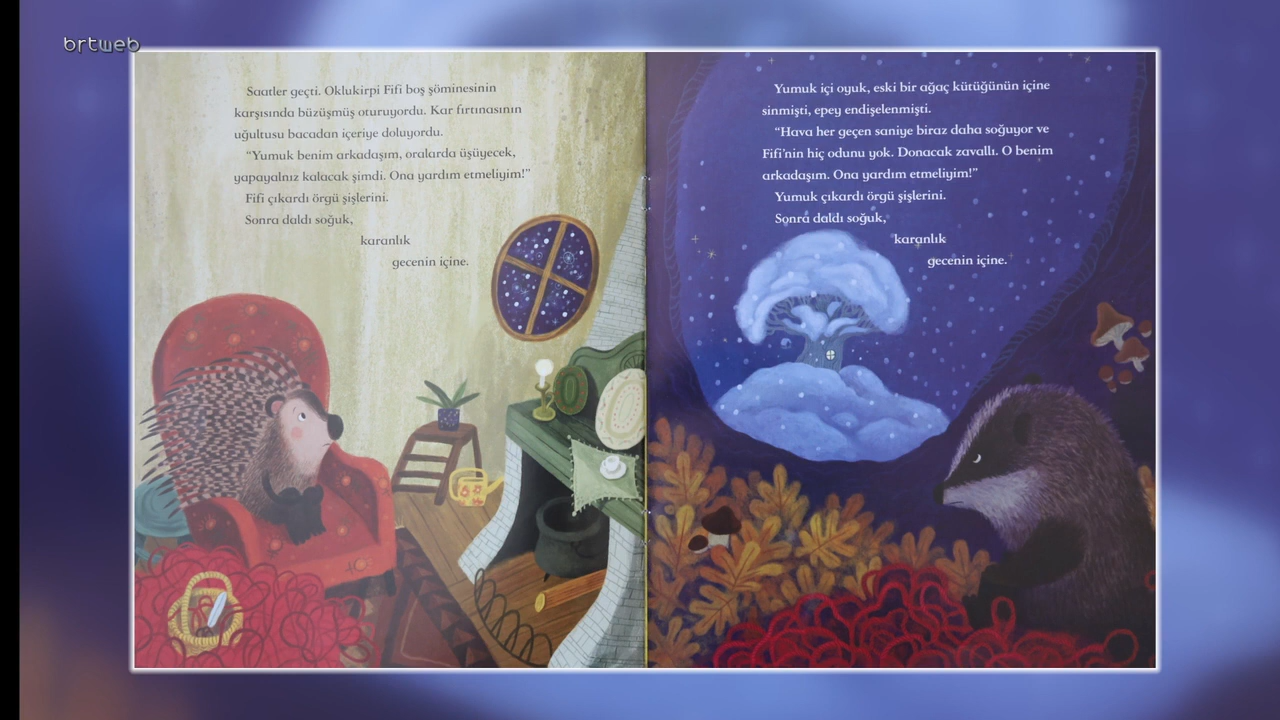 brtweb
Saatler geçti. Oklukirpi Fifi boş şöminesinin
karşısında büzüşmüş oturuyordu. Kar fırtınasının
uğultusu bacadan içeriye doluyordu.
"Yumuk benim arkadaşım, oralarda üşüyecek,
yapayalnız kalacak şimdi. Ona yardım etmeliyim!"
Fifi çıkardı örgü şişlerini.
Sonra daldı soğuk,
karanlık
gecenin içine.
Yumuk içi oyuk, eski bir ağaç kütüğünün içine
sinmişti, epey endişelenmişti.
"Hava her geçen saniye biraz daha soğuyor ve
Fifi'nin hiç odunu yok. Donacak zavallı. O benim
arkadaşım. Ona yardım etmeliyim!"
Yumuk çıkardı örgü şişlerini.
Sonra daldı soğuk,
karanlık
gecenin içine.